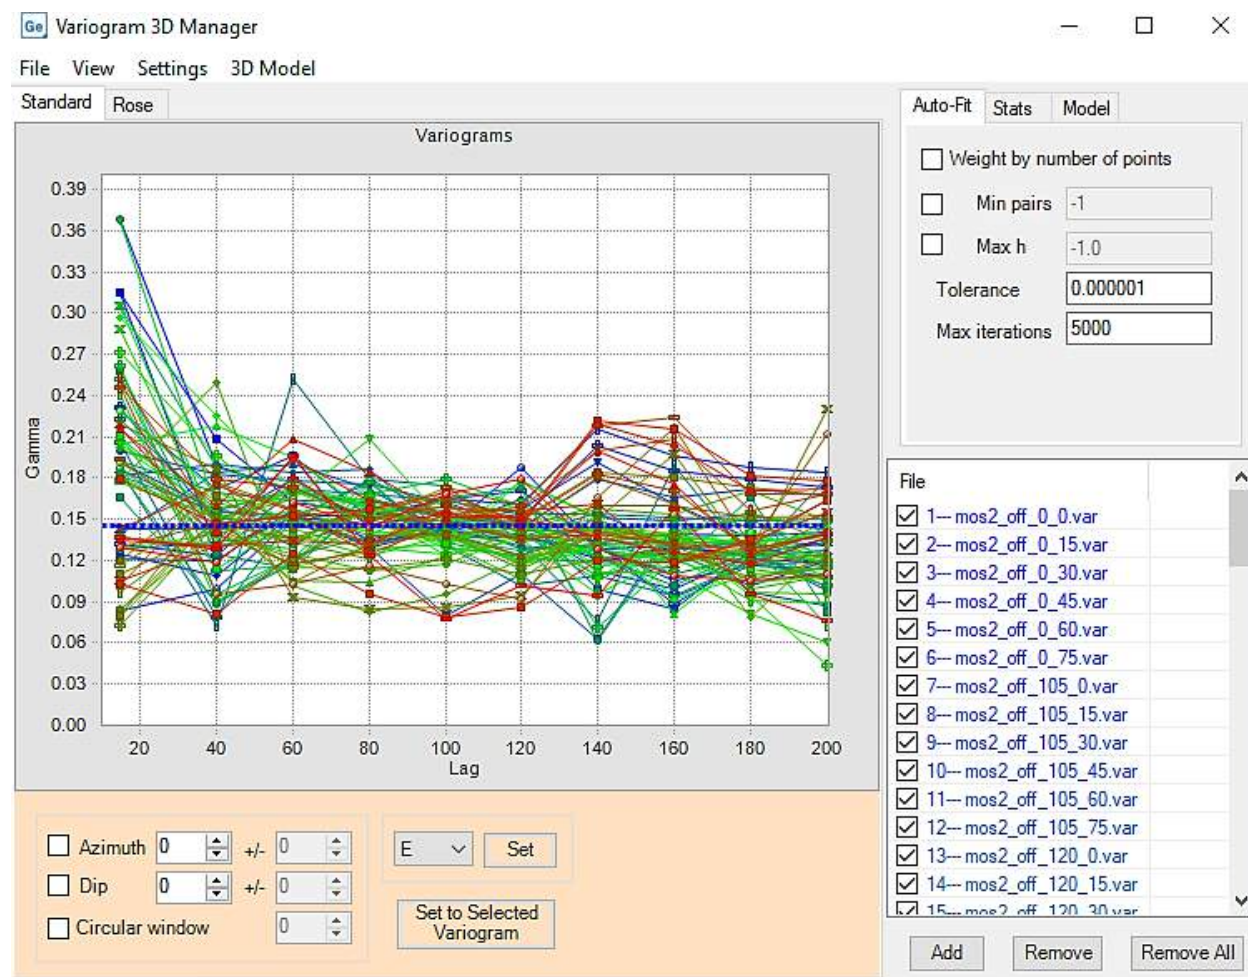 Ge Variogram 3D Manager
File View Settings 3D Model
Standard Rose
Variograms
0.39
0.36
0.33
0.30
0.27
0.24
0.21
0.18
0.15
0.12
0.09
0.06
0.03
0.00
Gamma
20 40 60 80 100 120 140 160 180 200
Lag
Azimuth 0 +/- 0
Dip 0 +/- 0
Circular window 0
E Set
Set to Selected
Variogram
Auto-Fit Stats Model
Weight by number of points
Min pairs -1
Max h -1.0
Tolerance 0.000001
Max iterations 5000
File
1--- mos2_off_0_0.var
2--- mos2_off_0_15.var
3--- mos2_off_0_30.var
4--- mos2_off_0_45.var
5--- mos2_off_0_60.var
6--- mos2_off_0_75.var
7--- mos2_off_105_0.var
8--- mos2_off_105_15.var
9--- mos2_off_105_30.var
10--- mos2_off_105_45.var
11--- mos2_off_105_60.var
12--- mos2_off_105_75.var
13--- mos2_off_120_0.var
14--- mos2_off_120_15.var
15--- mos2_off_120_30.var
Add Remove Remove All